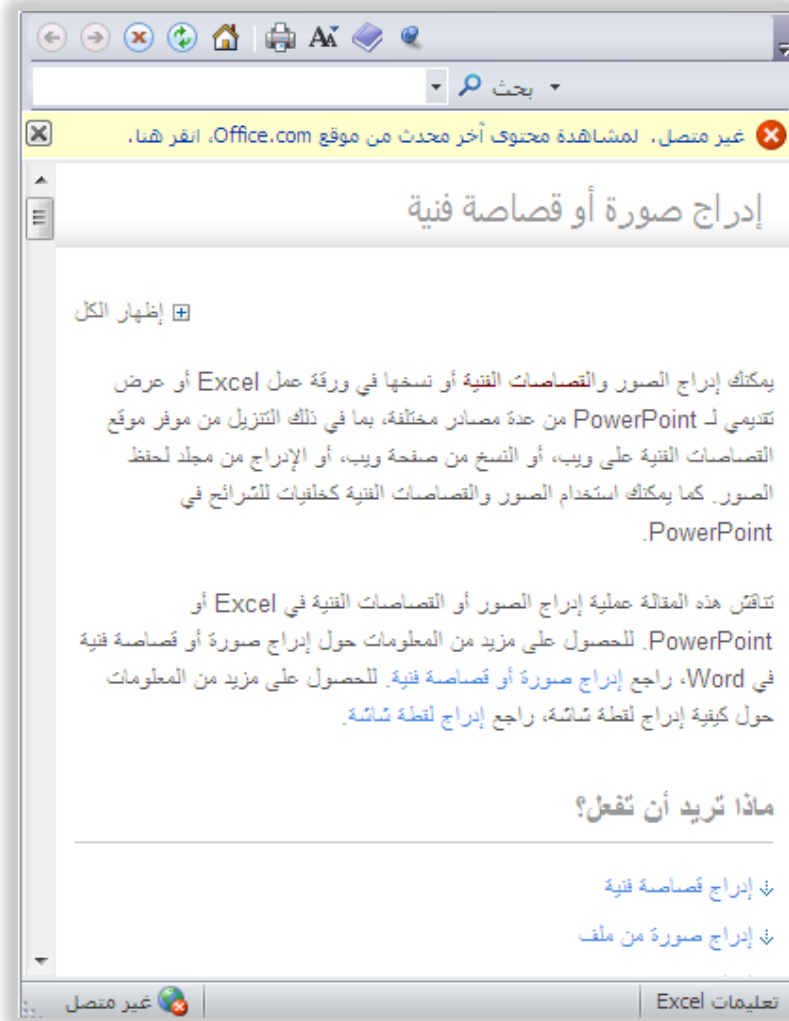 بحث
غير متصل. لمشاهدة محتوى آخر محدث من موقع Office.com، انقر هنا.
إدراج صورة أو قصاصة فنية
إظهار الكل
يمكنك إدراج الصور والقصاصات الفنية أو نسخها في ورقة عمل Excel أو عرض
تقديمي لـ PowerPoint من عدة مصادر مختلفة، بما في ذلك التنزيل من موفر موقع
القصاصات الفنية على ويب، أو النسخ من صفحة ويب، أو الإدراج من مجلد لحفظ
الصور. كما يمكنك استخدام الصور والقصاصات الفنية كخلفيات للشرائح في
PowerPoint.
تناقش هذه المقالة عملية إدراج الصور أو القصاصات الفنية في Excel أو
PowerPoint. للحصول على مزيد من المعلومات حول إدراج صورة أو قصاصة فنية
في Word، راجع إدراج صورة أو قصاصة فنية. للحصول على مزيد من المعلومات
حول كيفية إدراج لقطة شاشة، راجع إدراج لقطة شاشة.
ماذا تريد أن تفعل؟
إدراج قصاصة فنية
إدراج صورة من ملف
تعليمات Excel
غير متصل